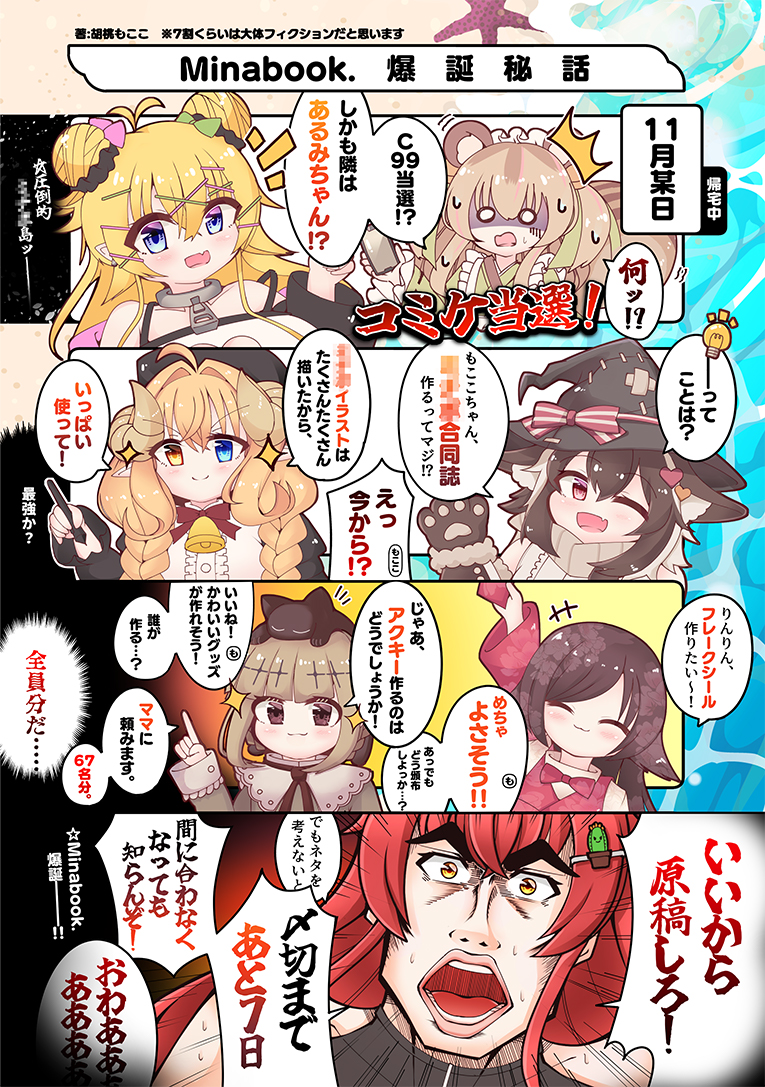 著:胡桃もここ　※7割くらいは大体フィクションだと思います
Minabook. 爆誕秘話
11月某日
帰宅中
何ッ!?
C99当選!?
しかも隣は
あるみちゃん!?
コミケ当選!
圧倒的
島ッ――
――って
ことは?
もここちゃん、
合同誌
作るってマジ!?
えっ
今から!?
もここ
イラストは
たくさんたくさん
描いたから、
いっぱい
使って!
最強か?
りんりん、
フレークシール
作りたい〜!
めちゃ
よさそう!!
も
あっでも
どう頒布
しょっか…?
じゃあ、
アクキー作るのは
どうでしょうか!
いいね!
かわいいグッズ
が作れそう!
も
誰が
作る…?
ママに
頼みます。
67名分。
全員分だ……
いいから
原稿しろ!
でもネタを
考えないと
〆切まで
あと7日
間に合わなく
なっても
知らんぞ!
おわあああ
ああああ
☆Minabook.
爆誕――!!